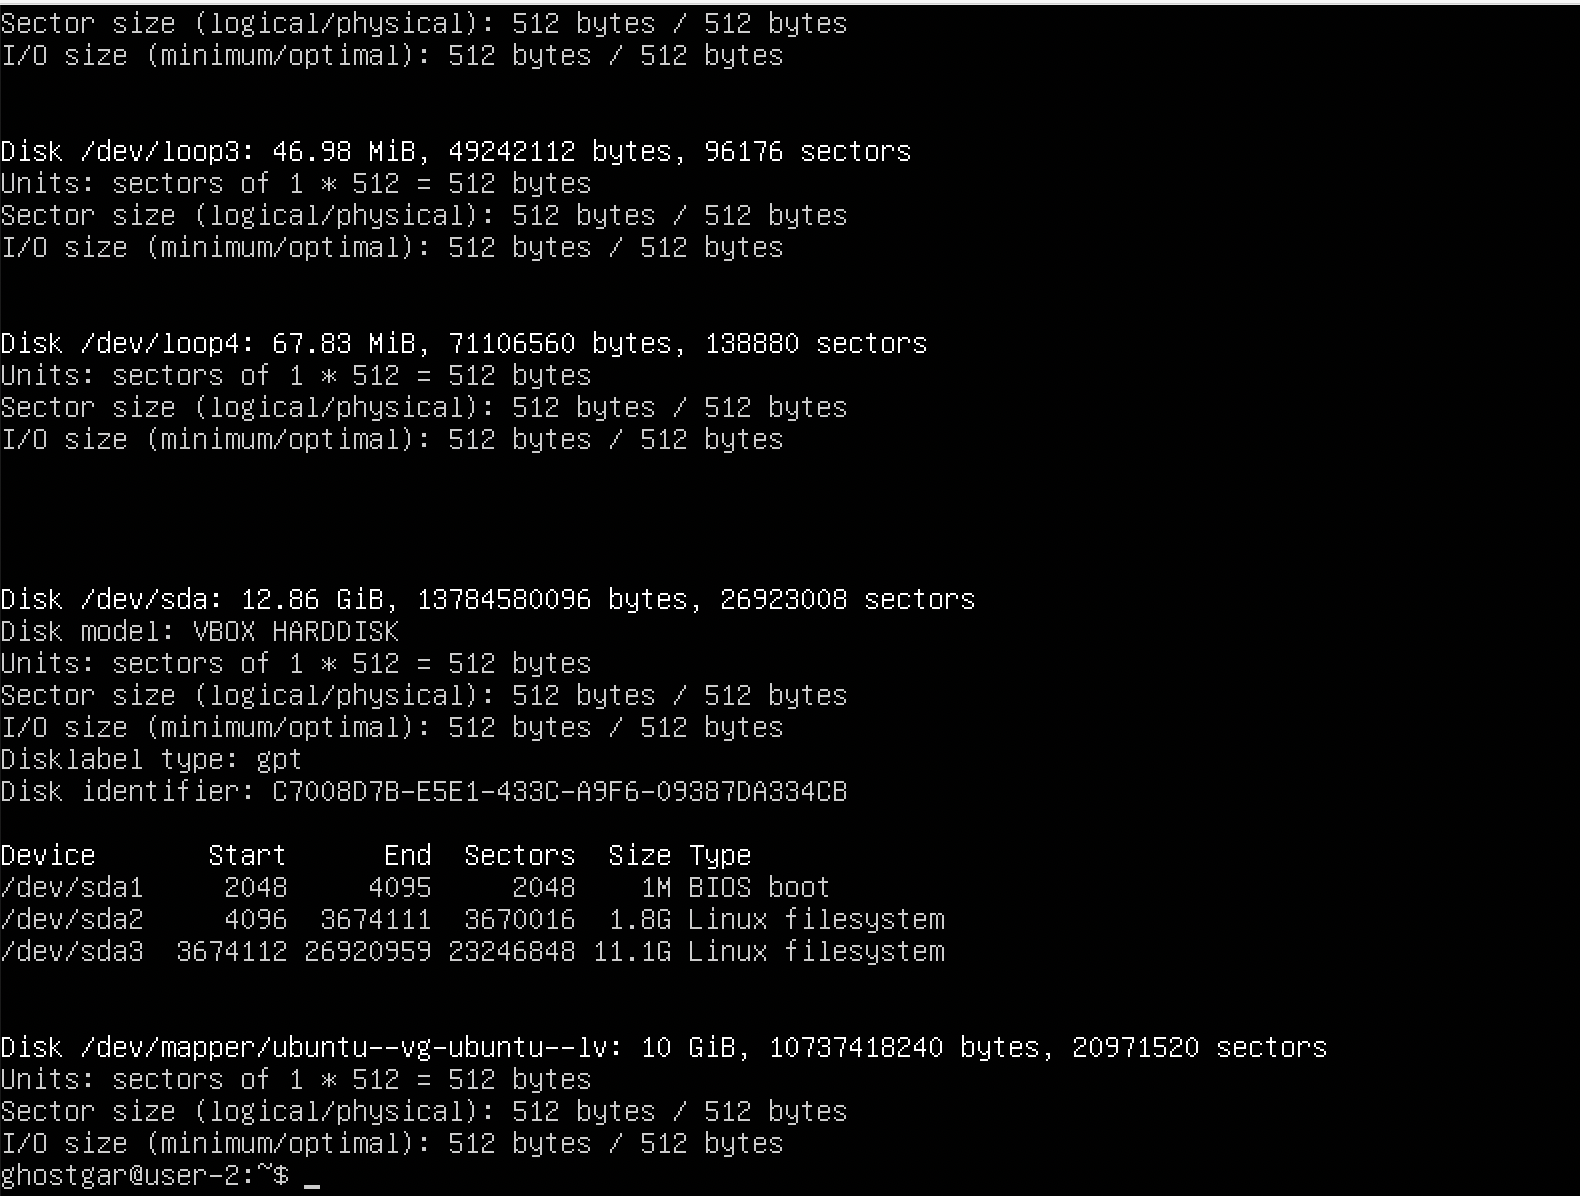 Sector size (logical/physical): 512 bytes / 512 bytes
I/O size (minimum/optimal): 512 bytes / 512 bytes
Disk /dev/loop3: 46.98 MiB, 49242112 bytes, 96176 sectors
Units: sectors of 1 * 512 = 512 bytes
Sector size (logical/physical): 512 bytes / 512 bytes
I/O size (minimum/optimal): 512 bytes / 512 bytes
Disk /dev/loop4: 67.83 MiB, 71106560 bytes, 138880 sectors
Units: sectors of 1 * 512 = 512 bytes
Sector size (logical/physical): 512 bytes / 512 bytes
I/O size (minimum/optimal): 512 bytes / 512 bytes
Disk /dev/sda: 12.86 GiB, 13784580096 bytes, 26923008 sectors
Disk model: VBOX HARDDISK
Units: sectors of 1 * 512 = 512 bytes
Sector size (logical/physical): 512 bytes / 512 bytes
I/O size (minimum/optimal): 512 bytes / 512 bytes
Disklabel type: gpt
Disk identifier: C7008D7B-E5E1-433C-A9F6-09387DA334CB
Device       Start      End  Sectors  Size Type
/dev/sda1     2048     4095     2048    1M BIOS boot
/dev/sda2     4096  3674111  3670016  1.8G Linux filesystem
/dev/sda3  3674112 26920959 23246848 11.1G Linux filesystem
Disk /dev/mapper/ubuntu--vg-ubuntu--lv: 10 GiB, 10737418240 bytes, 20971520 sectors
Units: sectors of 1 * 512 = 512 bytes
Sector size (logical/physical): 512 bytes / 512 bytes
I/O size (minimum/optimal): 512 bytes / 512 bytes
ghostgar@user-2:~$ _